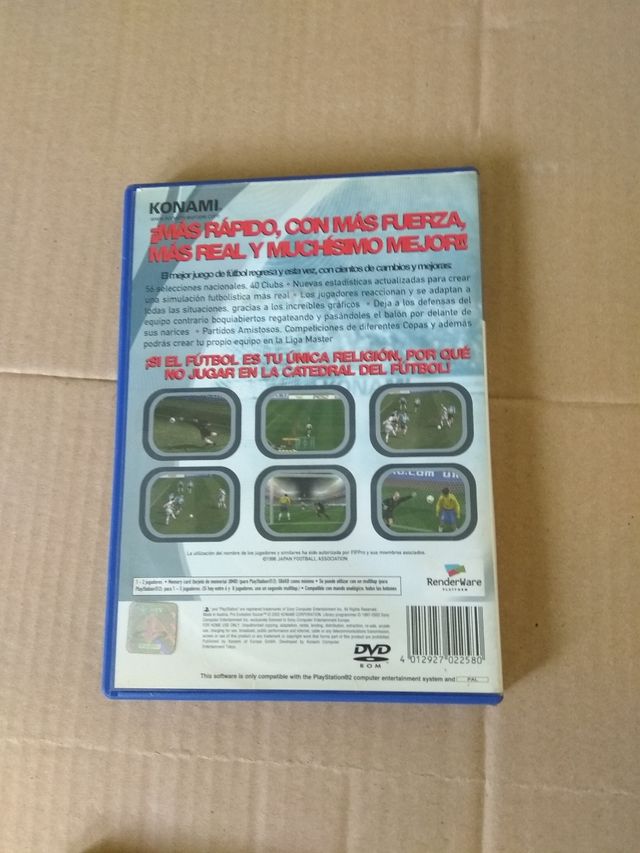 KONAMI
¡¡MÁS RÁPIDO, CON MÁS FUERZA,
MÁS REAL Y MUCHÍSIMO MEJOR!!
El mejor juego de fútbol regresa y esta vez, con cientos de cambios y mejoras:
56 selecciones nacionales. 40 Clubs • Nuevas estadísticas actualizadas para crear
una simulación futbolística mas real • Los jugadores reaccionan y se adaptan a
todas las situaciones, gracias a los increíbles gráficos • Deja a los defensas del
equipo contrario boquiabiertos regateando y pasándoles el balón por delante de
sus narices • Partidos Amistosos. Competiciones de diferentes Copas y además
podrás crear tu propio equipo en la Liga Master
¡SI EL FÚTBOL ES TU ÚNICA RELIGIÓN, POR QUÉ
NO JUGAR EN LA CATEDRAL DEL FÚTBOL!
KONAMI
La utilización del nombre de los jugadores y similares ha sido autorizada por FIFPro y sus miembros asociados.
JAPAN FOOTBALL ASSOCIATION.
RenderWare
PLATFORM
DVD
ROM
4 012927 022580
This software is only compatible with the PlayStation®2 computer entertainment system and PAL